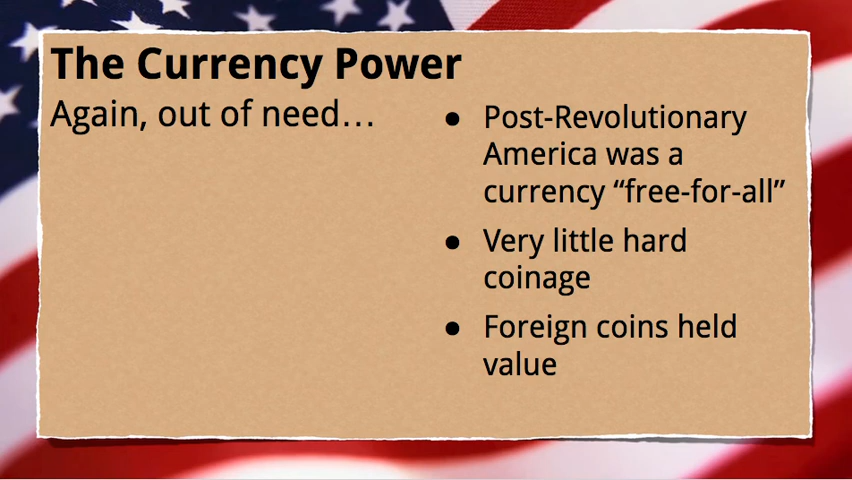 The Currency Power
Again, out of need…
● Post-Revolutionary
America was a
currency “free-for-all”
● Very little hard
coinage
● Foreign coins held
value